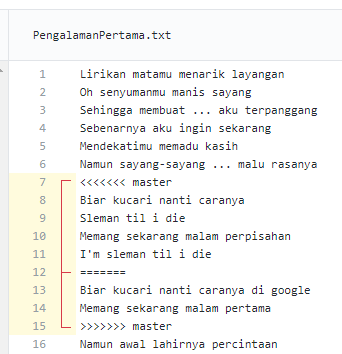 PengalamanPertama.txt
1 Lirikan matamu menarik layangan
2 Oh senyumanmu manis sayang
3 Sehingga membuat ... aku terpanggang
4 Sebenarnya aku ingin sekarang
5 Mendekatimu memadu kasih
6 Namun sayang-sayang ... malu rasanya
7 <<<<<<< master
8 Biar kucari nanti caranya
9 Sleman til i die
10 Memang sekarang malam perpisahan
11 I'm sleman til i die
12 =======
13 Biar kucari nanti caranya di google
14 Memang sekarang malam pertama
15 >>>>>>> master
16 Namun awal lahirnya percintaan